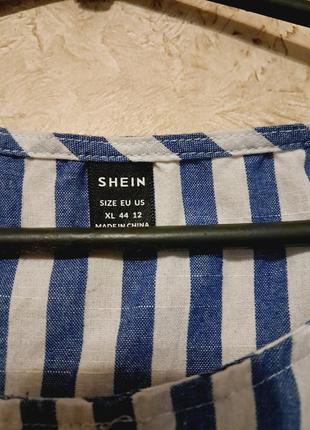 SHEIN
SIZE EU US
XL 44 12
MADE IN CHINA